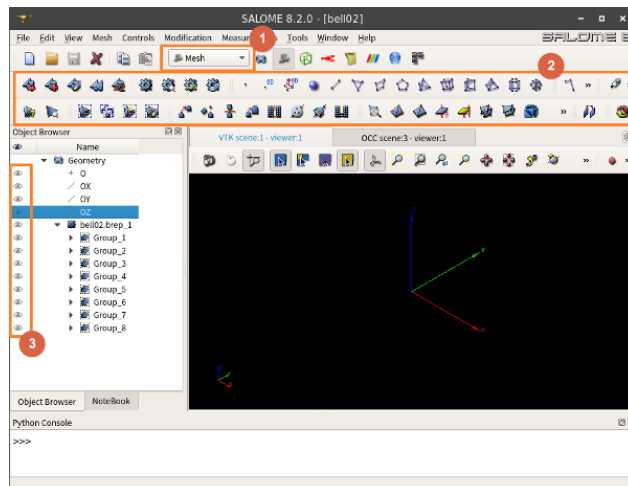 SALOME 8.2.0 - [bell02]
File Edit View Mesh Controls Modification Tools Window Help
1
Mesh
2
0D
Object Browser
Name
Geometry
O
OX
OY
OZ
bell02.brep_1
Group_1
Group_2
Group_3
Group_4
Group_5
Group_6
Group_7
Group_8
3
VTK scene:1 - viewer:1
OCC scene:3 - viewer:1
Z
Y
X
Object Browser
NoteBook
Python Console
>>>